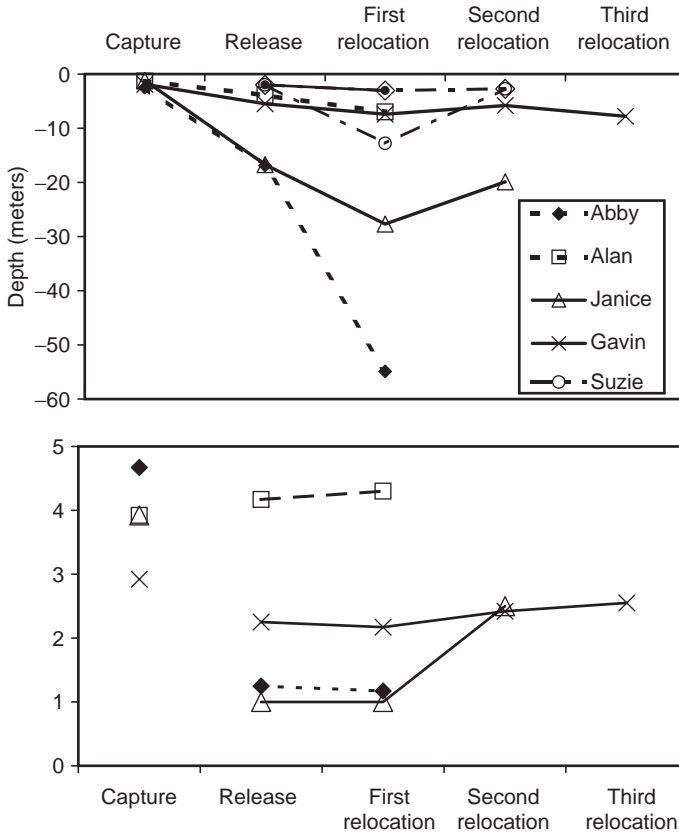 First Second Third
Capture Release relocation relocation relocation
0
–10
–20
–30
–40
–50
–60
Depth (meters)
Abby
Alan
Janice
Gavin
Suzie
5
4
3
2
1
0
Capture Release First Second Third
relocation relocation relocation